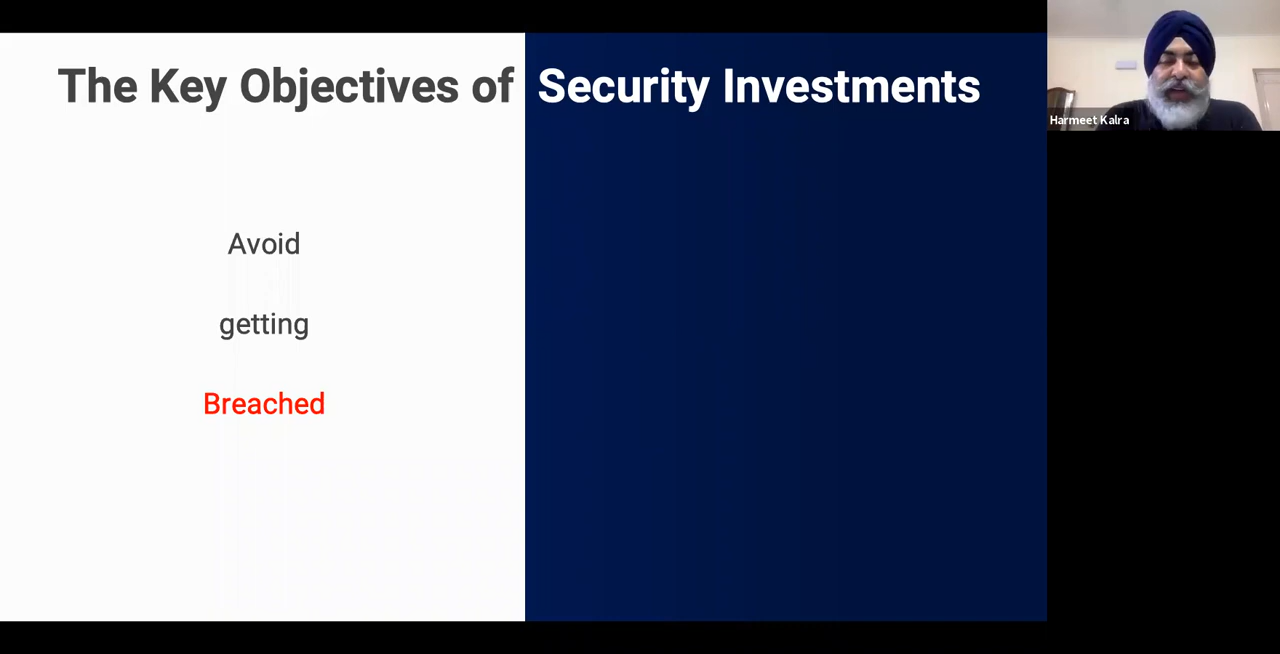 The Key Objectives of Security Investments
Avoid
getting
Breached
Harmeet Kalra